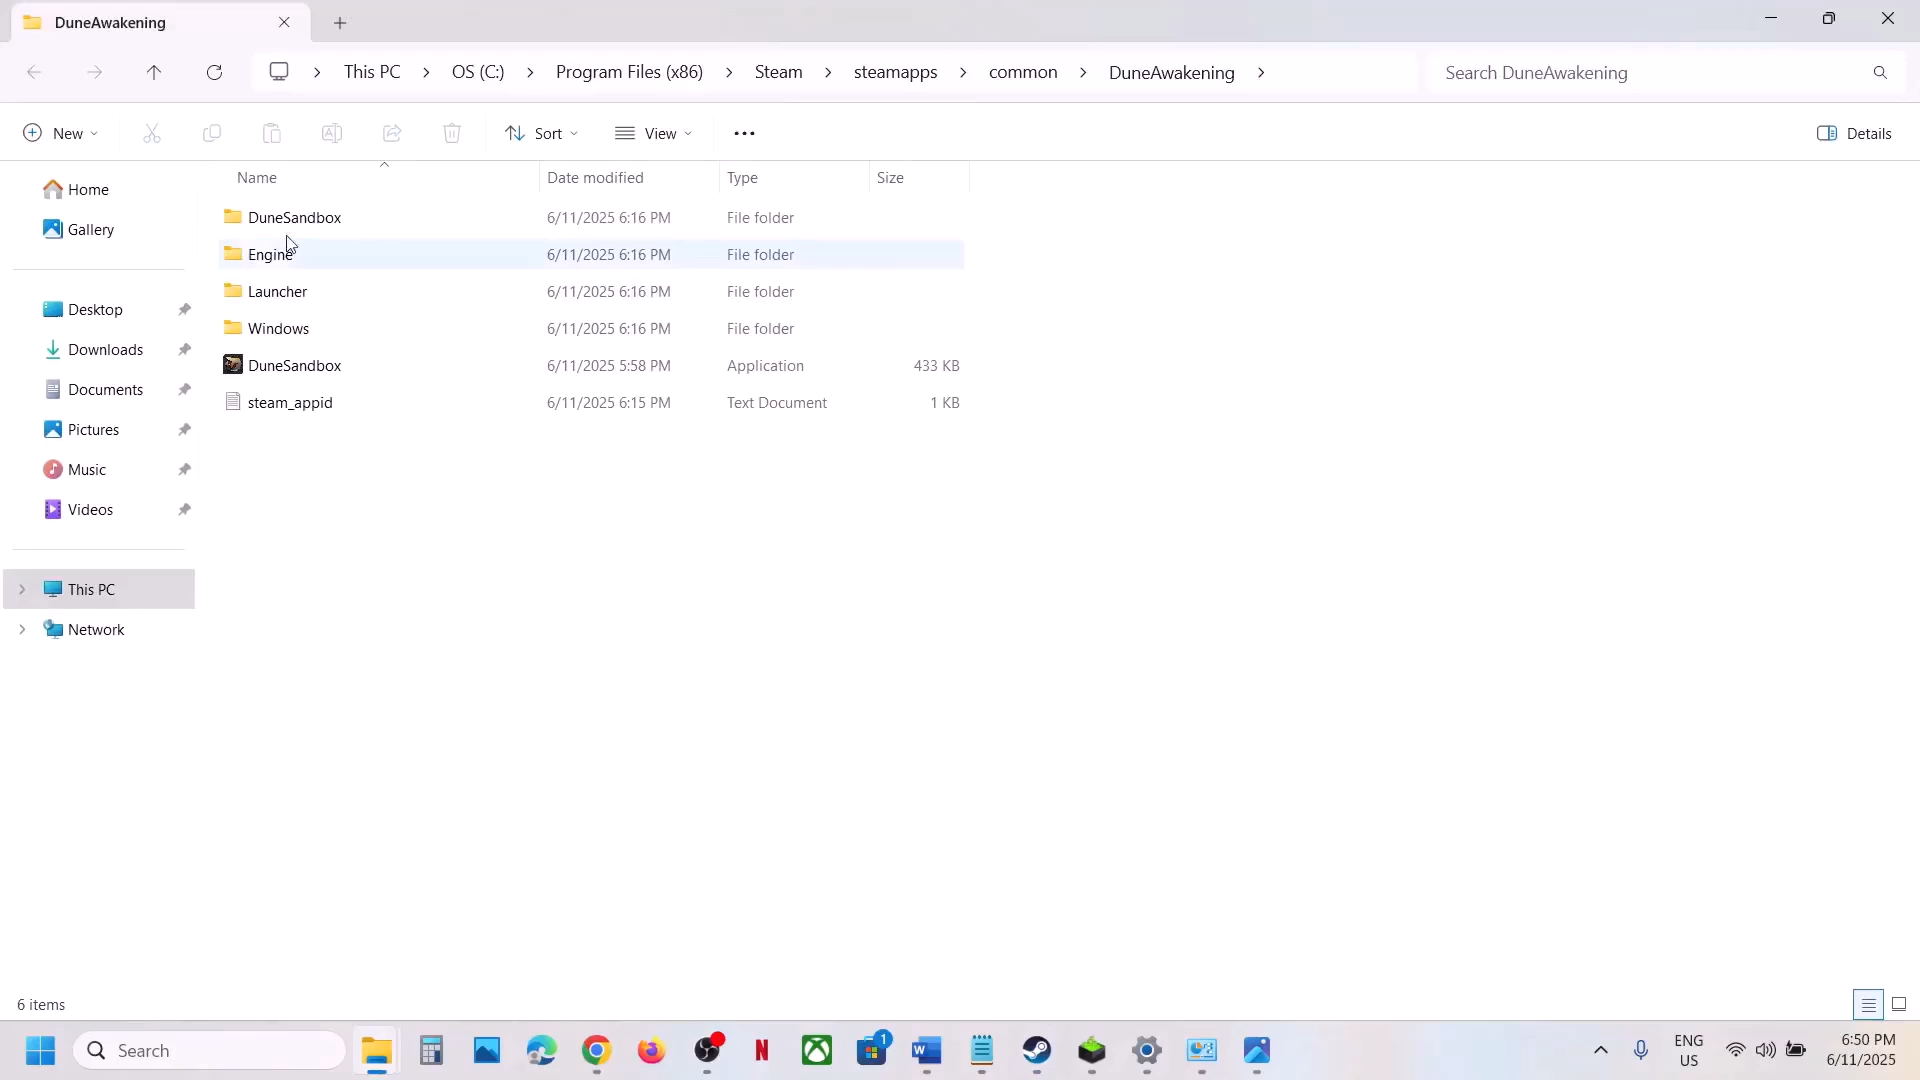 DuneAwakening
This PC > OS (C:) > Program Files (x86) > Steam > steamapps > common > DuneAwakening >
Search DuneAwakening
New
Sort
View
Details
Name Date modified Type Size
Home
Gallery
Desktop
Downloads
Documents
Pictures
Music
Videos
This PC
Network
DuneSandbox 6/11/2025 6:16 PM File folder
Engine 6/11/2025 6:16 PM File folder
Launcher 6/11/2025 6:16 PM File folder
Windows 6/11/2025 6:16 PM File folder
DuneSandbox 6/11/2025 5:58 PM Application 433 KB
steam_appid 6/11/2025 6:15 PM Text Document 1 KB
6 items
Search
1
ENG
US
6:50 PM
6/11/2025